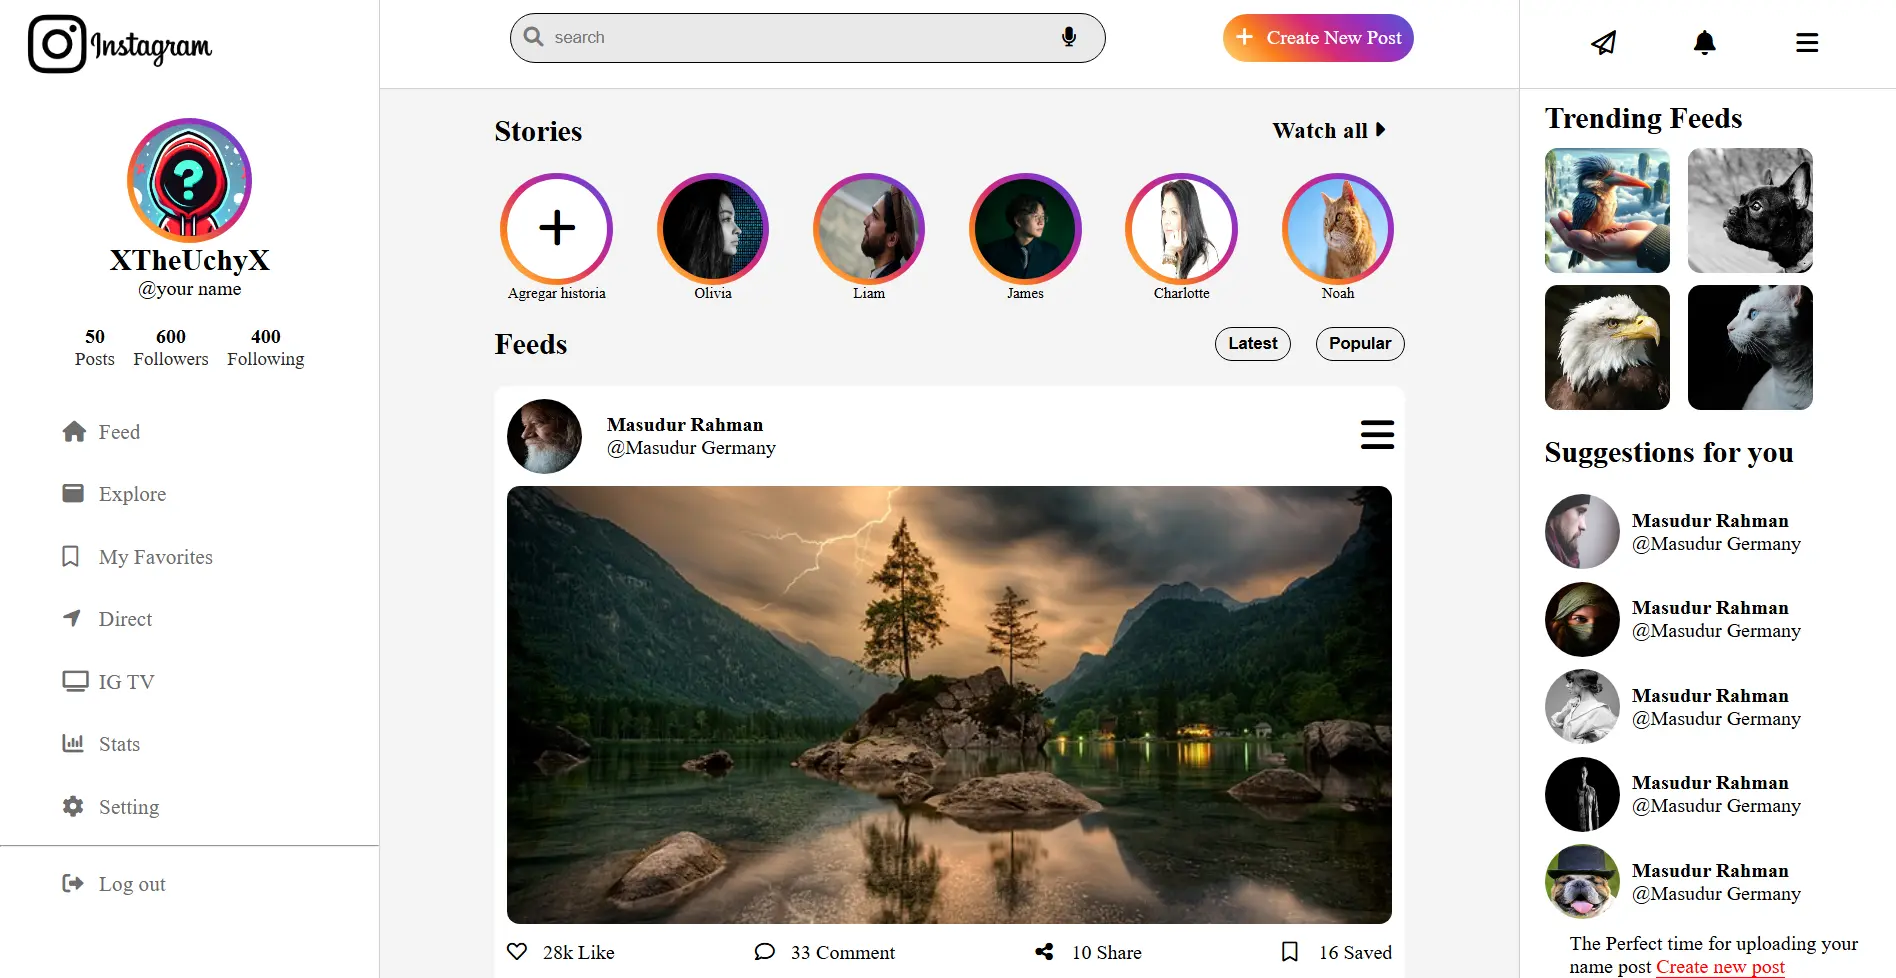 Instagram
search
Create New Post
XTheUchyX
@your name
50 600 400
Posts Followers Following
Feed
Explore
My Favorites
Direct
IG TV
Stats
Setting
Log out
Stories
Watch all
Agregar historia
Olivia
Liam
James
Charlotte
Noah
Feeds
Latest
Popular
Masudur Rahman
@Masudur Germany
28k Like
33 Comment
10 Share
16 Saved
Trending Feeds
Suggestions for you
Masudur Rahman
@Masudur Germany
Masudur Rahman
@Masudur Germany
Masudur Rahman
@Masudur Germany
Masudur Rahman
@Masudur Germany
Masudur Rahman
@Masudur Germany
The Perfect time for uploading your
name post Create new post